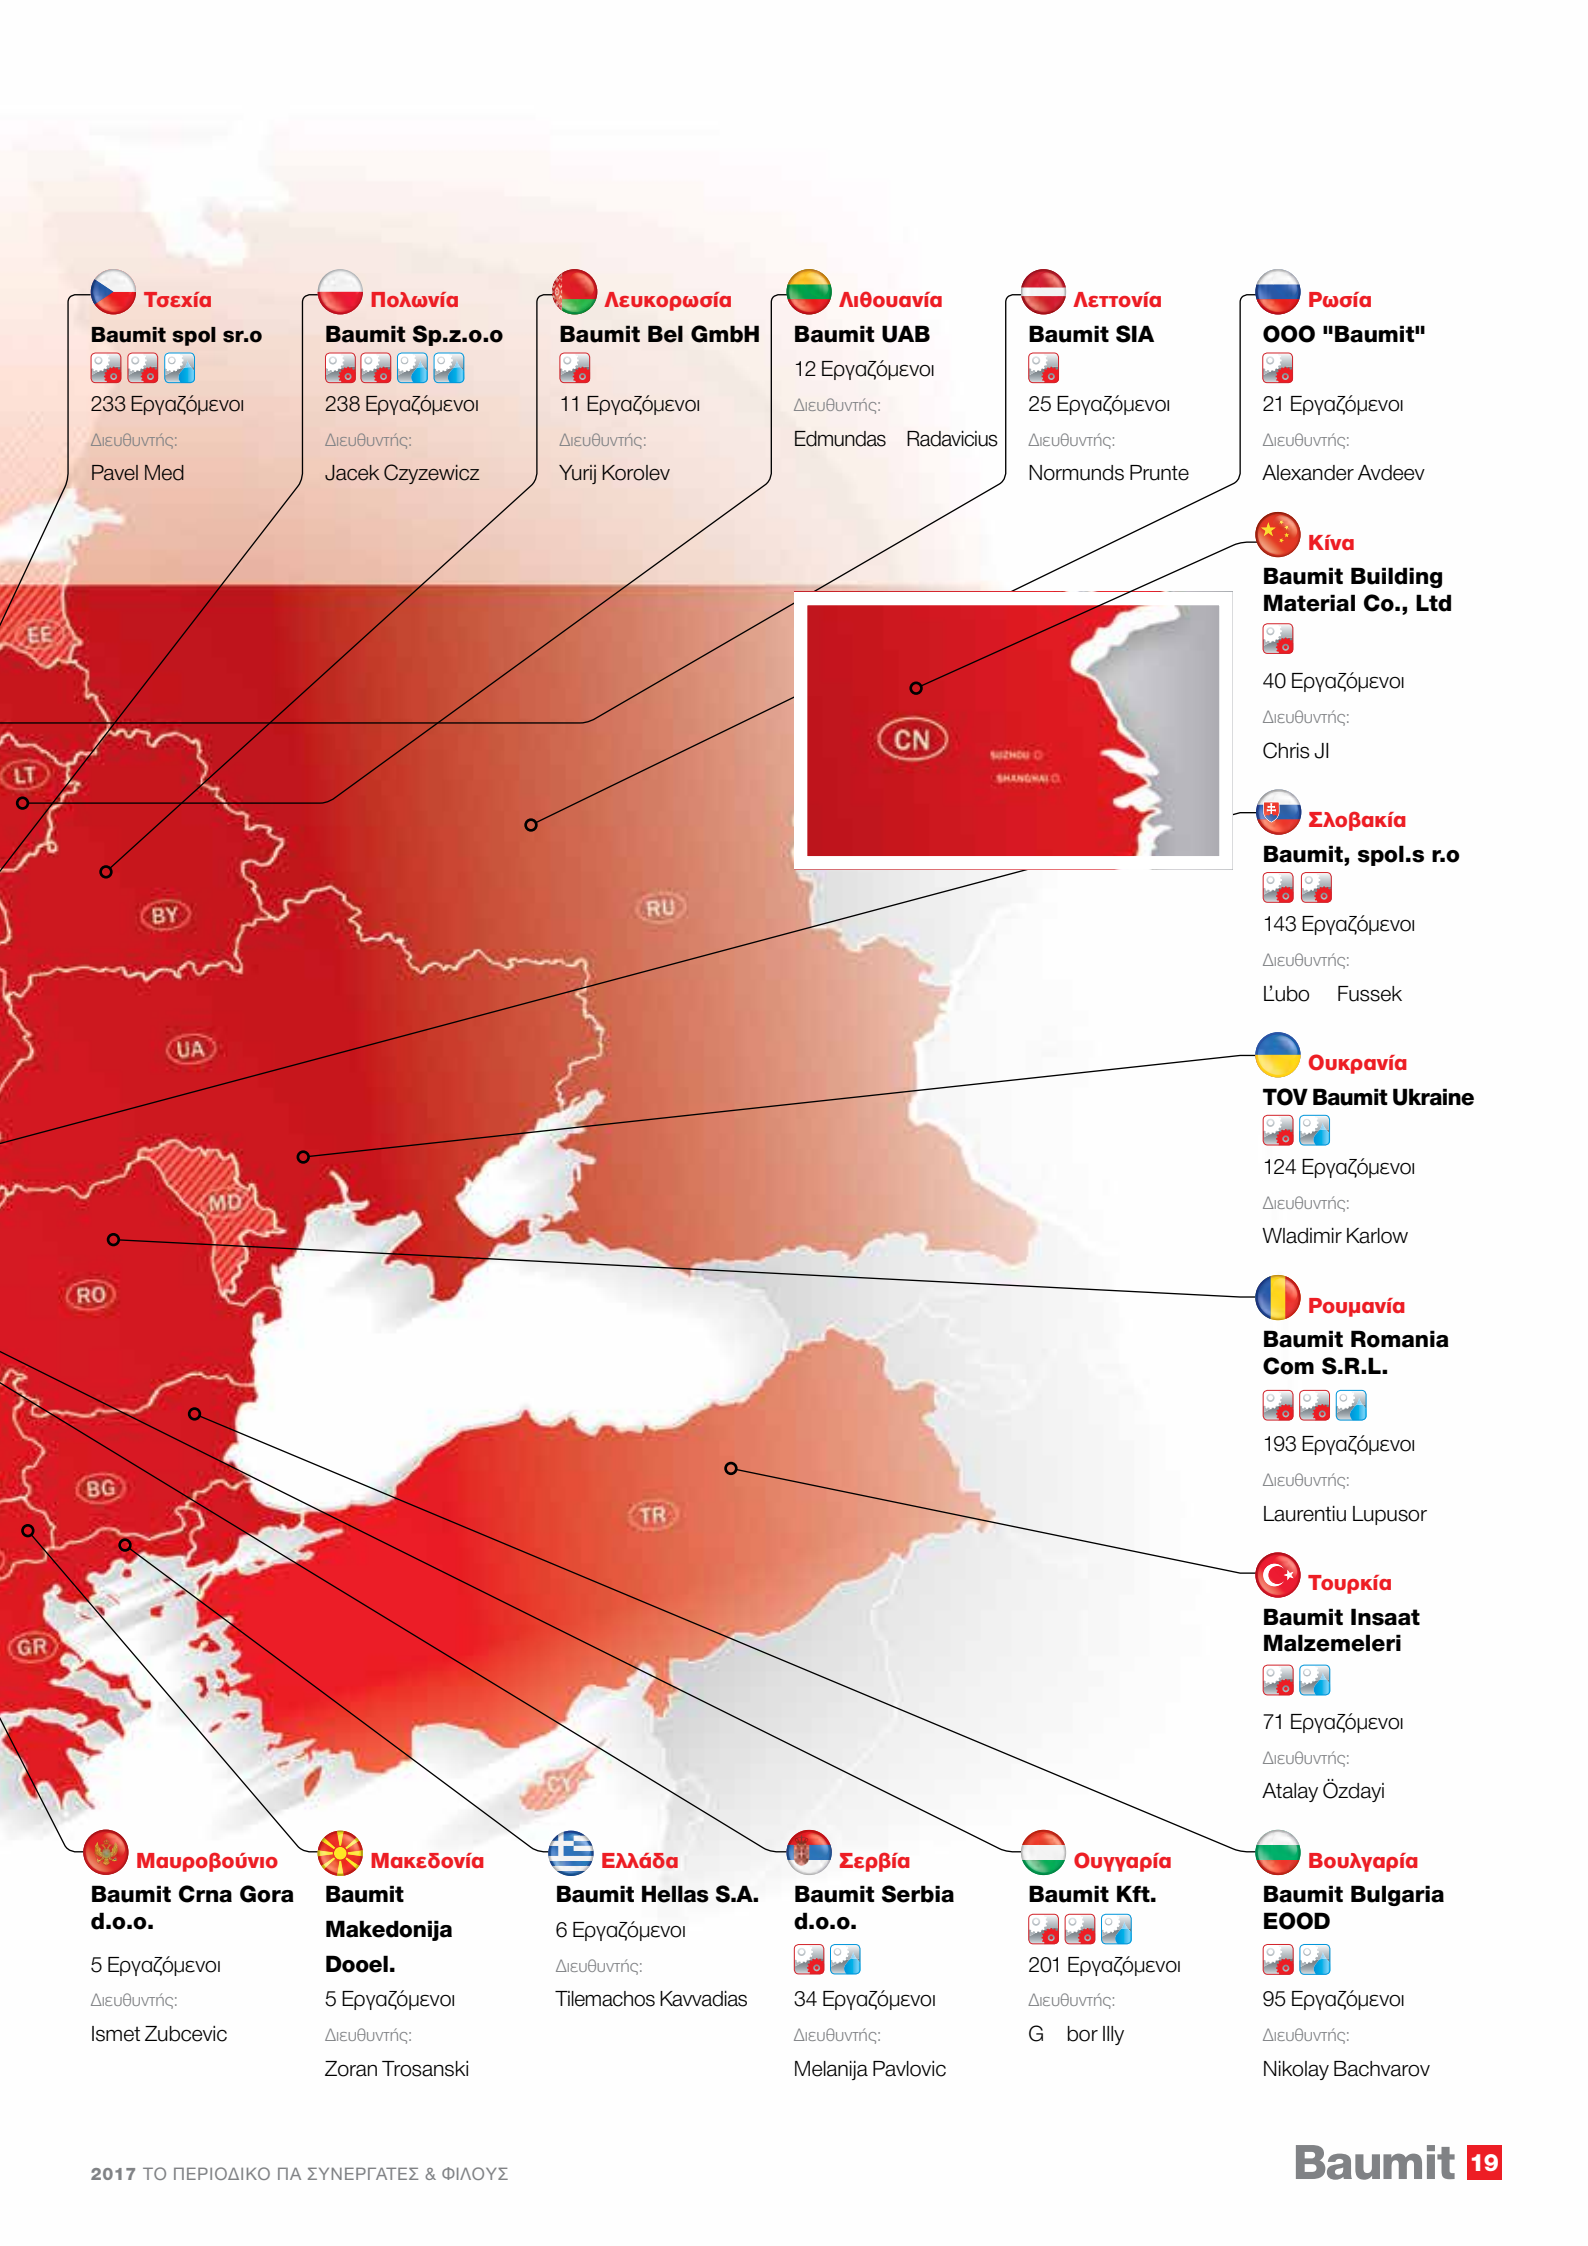 Τσεχία
Baumit spol sr.o
233 Εργαζόμενοι
Διευθυντής:
Pavel Med
Πολωνία
Baumit Sp.z.o.o
238 Εργαζόμενοι
Διευθυντής:
Jacek Czyzewicz
Λευκορωσία
Baumit Bel GmbH
11 Εργαζόμενοι
Διευθυντής:
Yurij Korolev
Λιθουανία
Baumit UAB
12 Εργαζόμενοι
Διευθυντής:
Edmundas Radavicius
Λεττονία
Baumit SIA
25 Εργαζόμενοι
Διευθυντής:
Normunds Prunte
Ρωσία
OOO "Baumit"
21 Εργαζόμενοι
Διευθυντής:
Alexander Avdeev
Κίνα
Baumit Building
Material Co., Ltd
40 Εργαζόμενοι
Διευθυντής:
Chris JI
Σλοβακία
Baumit, spol.s r.o
143 Εργαζόμενοι
Διευθυντής:
Ľubo Fussek
Ουκρανία
TOV Baumit Ukraine
124 Εργαζόμενοι
Διευθυντής:
Wladimir Karlow
Ρουμανία
Baumit Romania
Com S.R.L.
193 Εργαζόμενοι
Διευθυντής:
Laurentiu Lupusor
Τουρκία
Baumit Insaat
Malzemeleri
71 Εργαζόμενοι
Διευθυντής:
Atalay Özdayi
EE
LT
BY
RU
UA
MD
RO
BG
TR
GR
CY
CN
SUZHOU
SHANGHAI
Μαυροβούνιο
Baumit Crna Gora
d.o.o.
5 Εργαζόμενοι
Διευθυντής:
Ismet Zubcevic
Μακεδονία
Baumit
Makedonija
Dooel.
5 Εργαζόμενοι
Διευθυντής:
Zoran Trosanski
Ελλάδα
Baumit Hellas S.A.
6 Εργαζόμενοι
Διευθυντής:
Tilemachos Kavvadias
Σερβία
Baumit Serbia
d.o.o.
34 Εργαζόμενοι
Διευθυντής:
Melanija Pavlovic
Ουγγαρία
Baumit Kft.
201 Εργαζόμενοι
Διευθυντής:
G bor Illy
Βουλγαρία
Baumit Bulgaria
EOOD
95 Εργαζόμενοι
Διευθυντής:
Nikolay Bachvarov
2017 ΤΟ ΠΕΡΙΟΔΙΚΟ ΠΑ ΣΥΝΕΡΓΑΤΕΣ & ΦΙΛΟΥΣ
Baumit 19